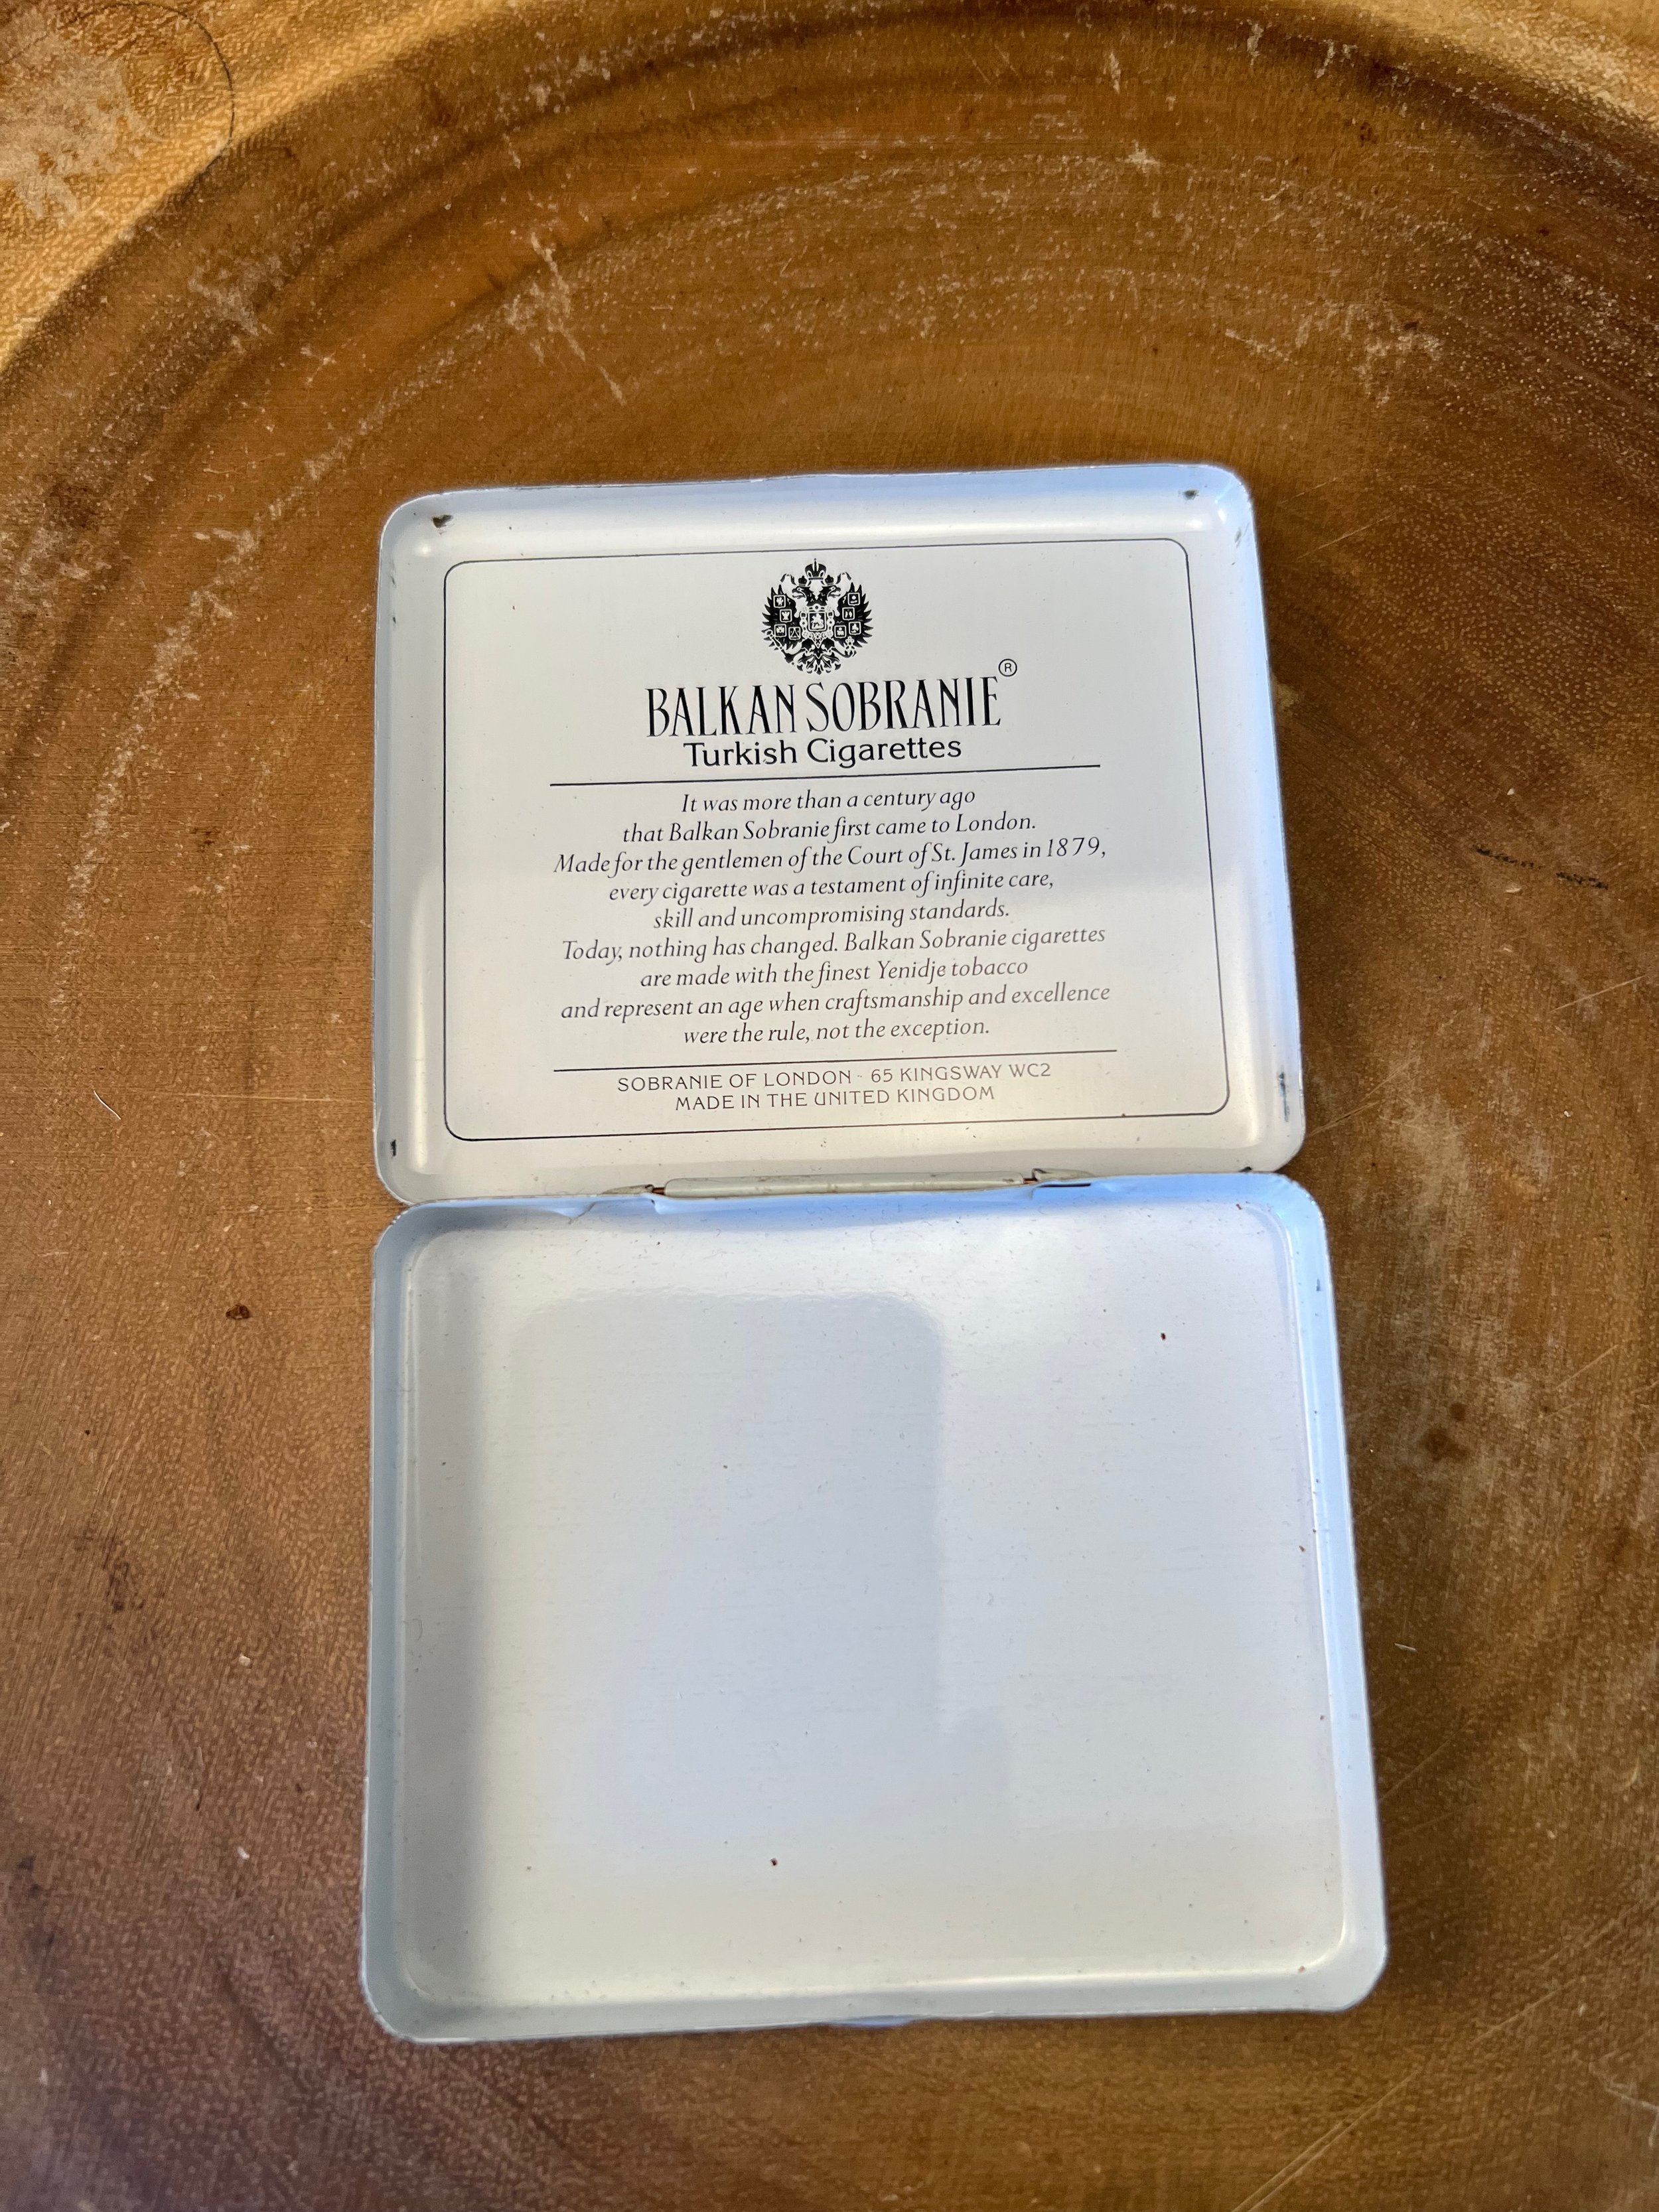 BALKAN SOBRANIE®
Turkish Cigarettes
It was more than a century ago
that Balkan Sobranie first came to London.
Made for the gentlemen of the Court of St. James in 1879,
every cigarette was a testament of infinite care,
skill and uncompromising standards.
Today, nothing has changed. Balkan Sobranie cigarettes
are made with the finest Yenidje tobacco
and represent an age when craftsmanship and excellence
were the rule, not the exception.
SOBRANIE OF LONDON · 65 KINGSWAY WC2
MADE IN THE UNITED KINGDOM